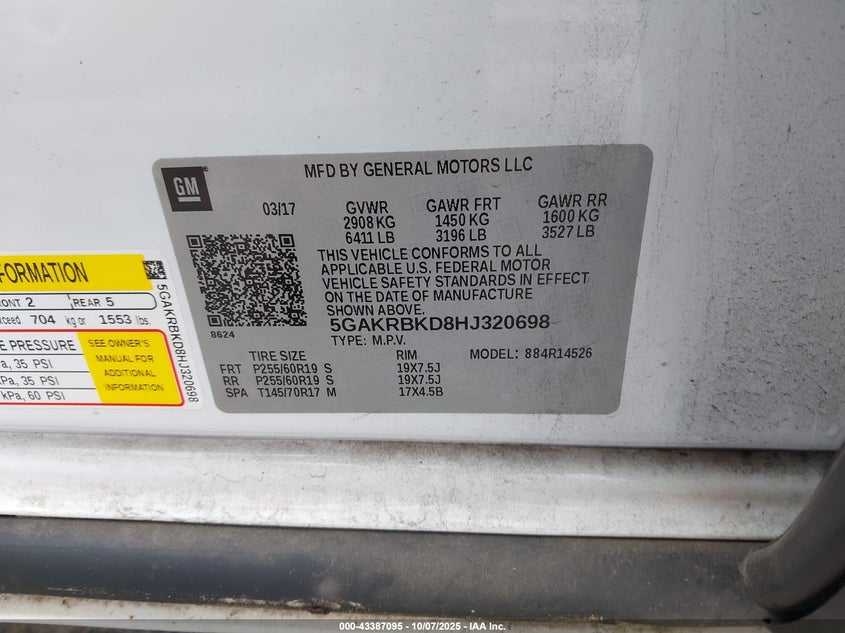 GM
MFD BY GENERAL MOTORS LLC
03/17
GVWR GAWR FRT GAWR RR
2908 KG 1450 KG 1600 KG
6411 LB 3196 LB 3527 LB
THIS VEHICLE CONFORMS TO ALL
APPLICABLE U.S. FEDERAL MOTOR
VEHICLE SAFETY STANDARDS IN EFFECT
ON THE DATE OF MANUFACTURE
SHOWN ABOVE.
8624
5GAKRBKD8HJ320698
TYPE: M.P.V. MODEL: 884R14526
TIRE SIZE RIM
FRT P255/60R19 S 19X7.5J
RR P255/60R19 S 19X7.5J
SPA T145/70R17 M 17X4.5B
FORMATION
ONT 2 REAR 5
xceed 704 kg or 1553 lbs.
E PRESSURE
a, 35 PSI
kPa, 35 PSI
kPa, 60 PSI
SEE OWNER'S
MANUAL FOR
ADDITIONAL
INFORMATION
5GAKRBKD8HJ320698
000-43387095 - 10/07/2025 - IAA Inc.